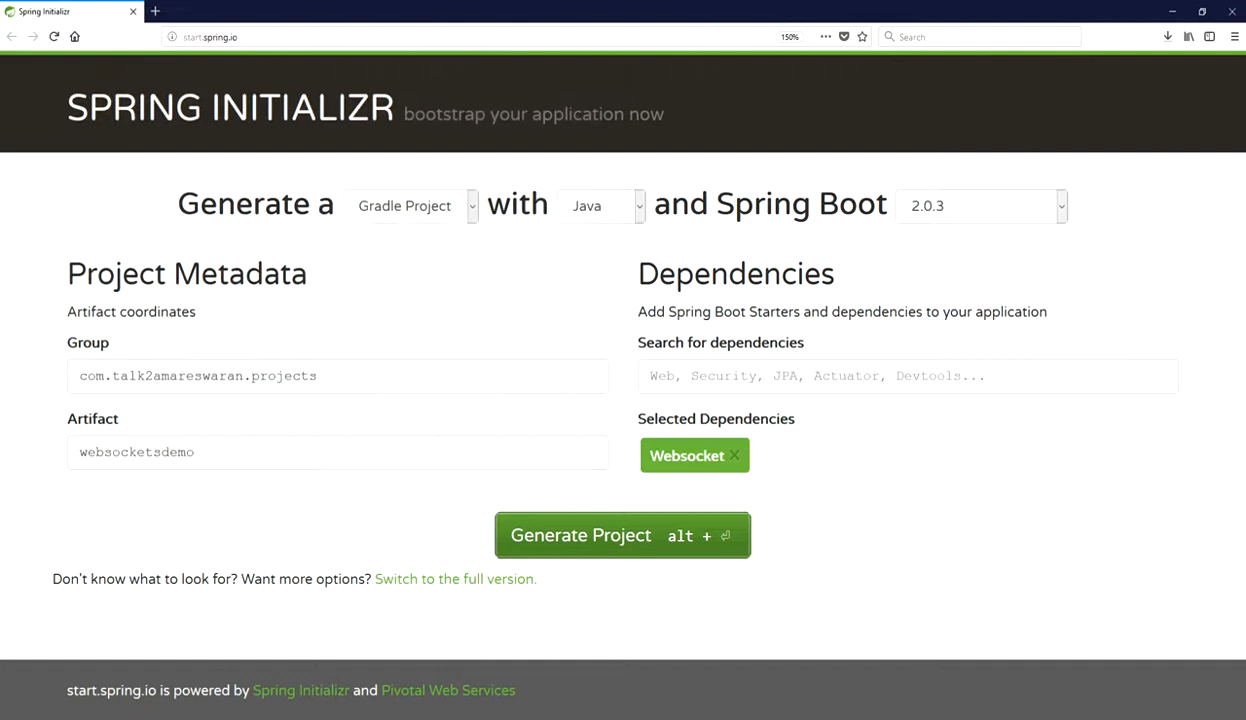 Spring Initializr
start.spring.io
150%
Search
SPRING INITIALIZR bootstrap your application now
Generate a Gradle Project with Java and Spring Boot 2.0.3
Project Metadata
Artifact coordinates
Group
com.talk2amareswaran.projects
Artifact
websocketsdemo
Dependencies
Add Spring Boot Starters and dependencies to your application
Search for dependencies
Web, Security, JPA, Actuator, Devtools...
Selected Dependencies
Websocket
Generate Project alt + ⏎
Don't know what to look for? Want more options? Switch to the full version.
start.spring.io is powered by Spring Initializr and Pivotal Web Services